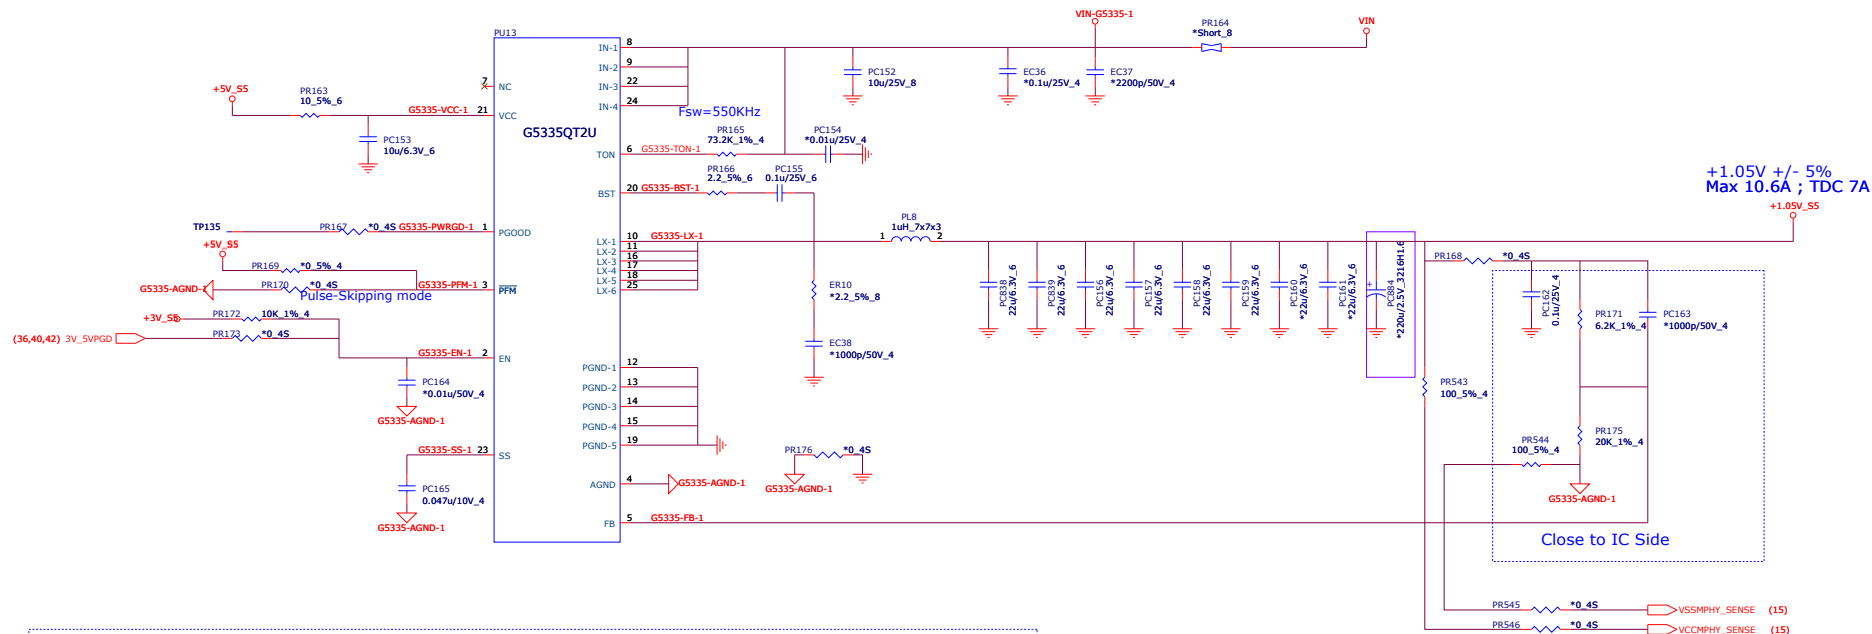 PU13
G5335QT2U
+5V_S5
PR163
10_5%_6
G5335-VCC-1
21
VCC
PC153
10u/6.3V_6
7
NC
IN-1
8
IN-2
9
IN-3
22
IN-4
24
VIN-G5335-1
PR164
*Short_8
VIN
PC152
10u/25V_8
EC36
*0.1u/25V_4
EC37
*2200p/50V_4
Fsw=550KHz
TON
6
G5335-TON-1
PR165
73.2K_1%_4
PC154
*0.01u/25V_4
BST
20
G5335-BST-1
PR166
2.2_5%_6
PC155
0.1u/25V_6
TP135
PR167
*0_4S
G5335-PWRGD-1
1
PGOOD
+5V_S5
PR169
*0_5%_4
G5335-AGND-1
PR170
*0_4S
G5335-PFM-1
3
PFM
Pulse-Skipping mode
+3V_S5
PR172
10K_1%_4
(36,40,42)
3V_5VPGD
PR173
*0_4S
G5335-EN-1
2
EN
PC164
*0.01u/50V_4
G5335-AGND-1
G5335-SS-1
23
SS
PC165
0.047u/10V_4
G5335-AGND-1
LX-1
10
G5335-LX-1
LX-2
11
LX-3
16
LX-4
17
LX-5
18
LX-6
25
PL8
1uH_7x7x3
1
2
ER10
*2.2_5%_8
EC38
*1000p/50V_4
PGND-1
12
PGND-2
13
PGND-3
14
PGND-4
15
PGND-5
19
PR176
*0_4S
G5335-AGND-1
AGND
4
G5335-AGND-1
FB
5
G5335-FB-1
PC838
22u/6.3V_6
PC839
22u/6.3V_6
PC156
22u/6.3V_6
PC157
22u/6.3V_6
PC158
22u/6.3V_6
PC159
22u/6.3V_6
PC160
*22u/6.3V_6
PC161
*22u/6.3V_6
+
PC884
*220u/2.5V_3216H1.6
+1.05V +/- 5%
Max 10.6A ; TDC 7A
+1.05V_S5
PR168
*0_4S
PC162
0.1u/25V_4
PR171
6.2K_1%_4
PC163
*1000p/50V_4
PR543
100_5%_4
PR544
100_5%_4
PR175
20K_1%_4
G5335-AGND-1
Close to IC Side
PR545
*0_4S
VSSMPHY_SENSE
(15)
PR546
*0_4S
VCCMPHY_SENSE
(15)